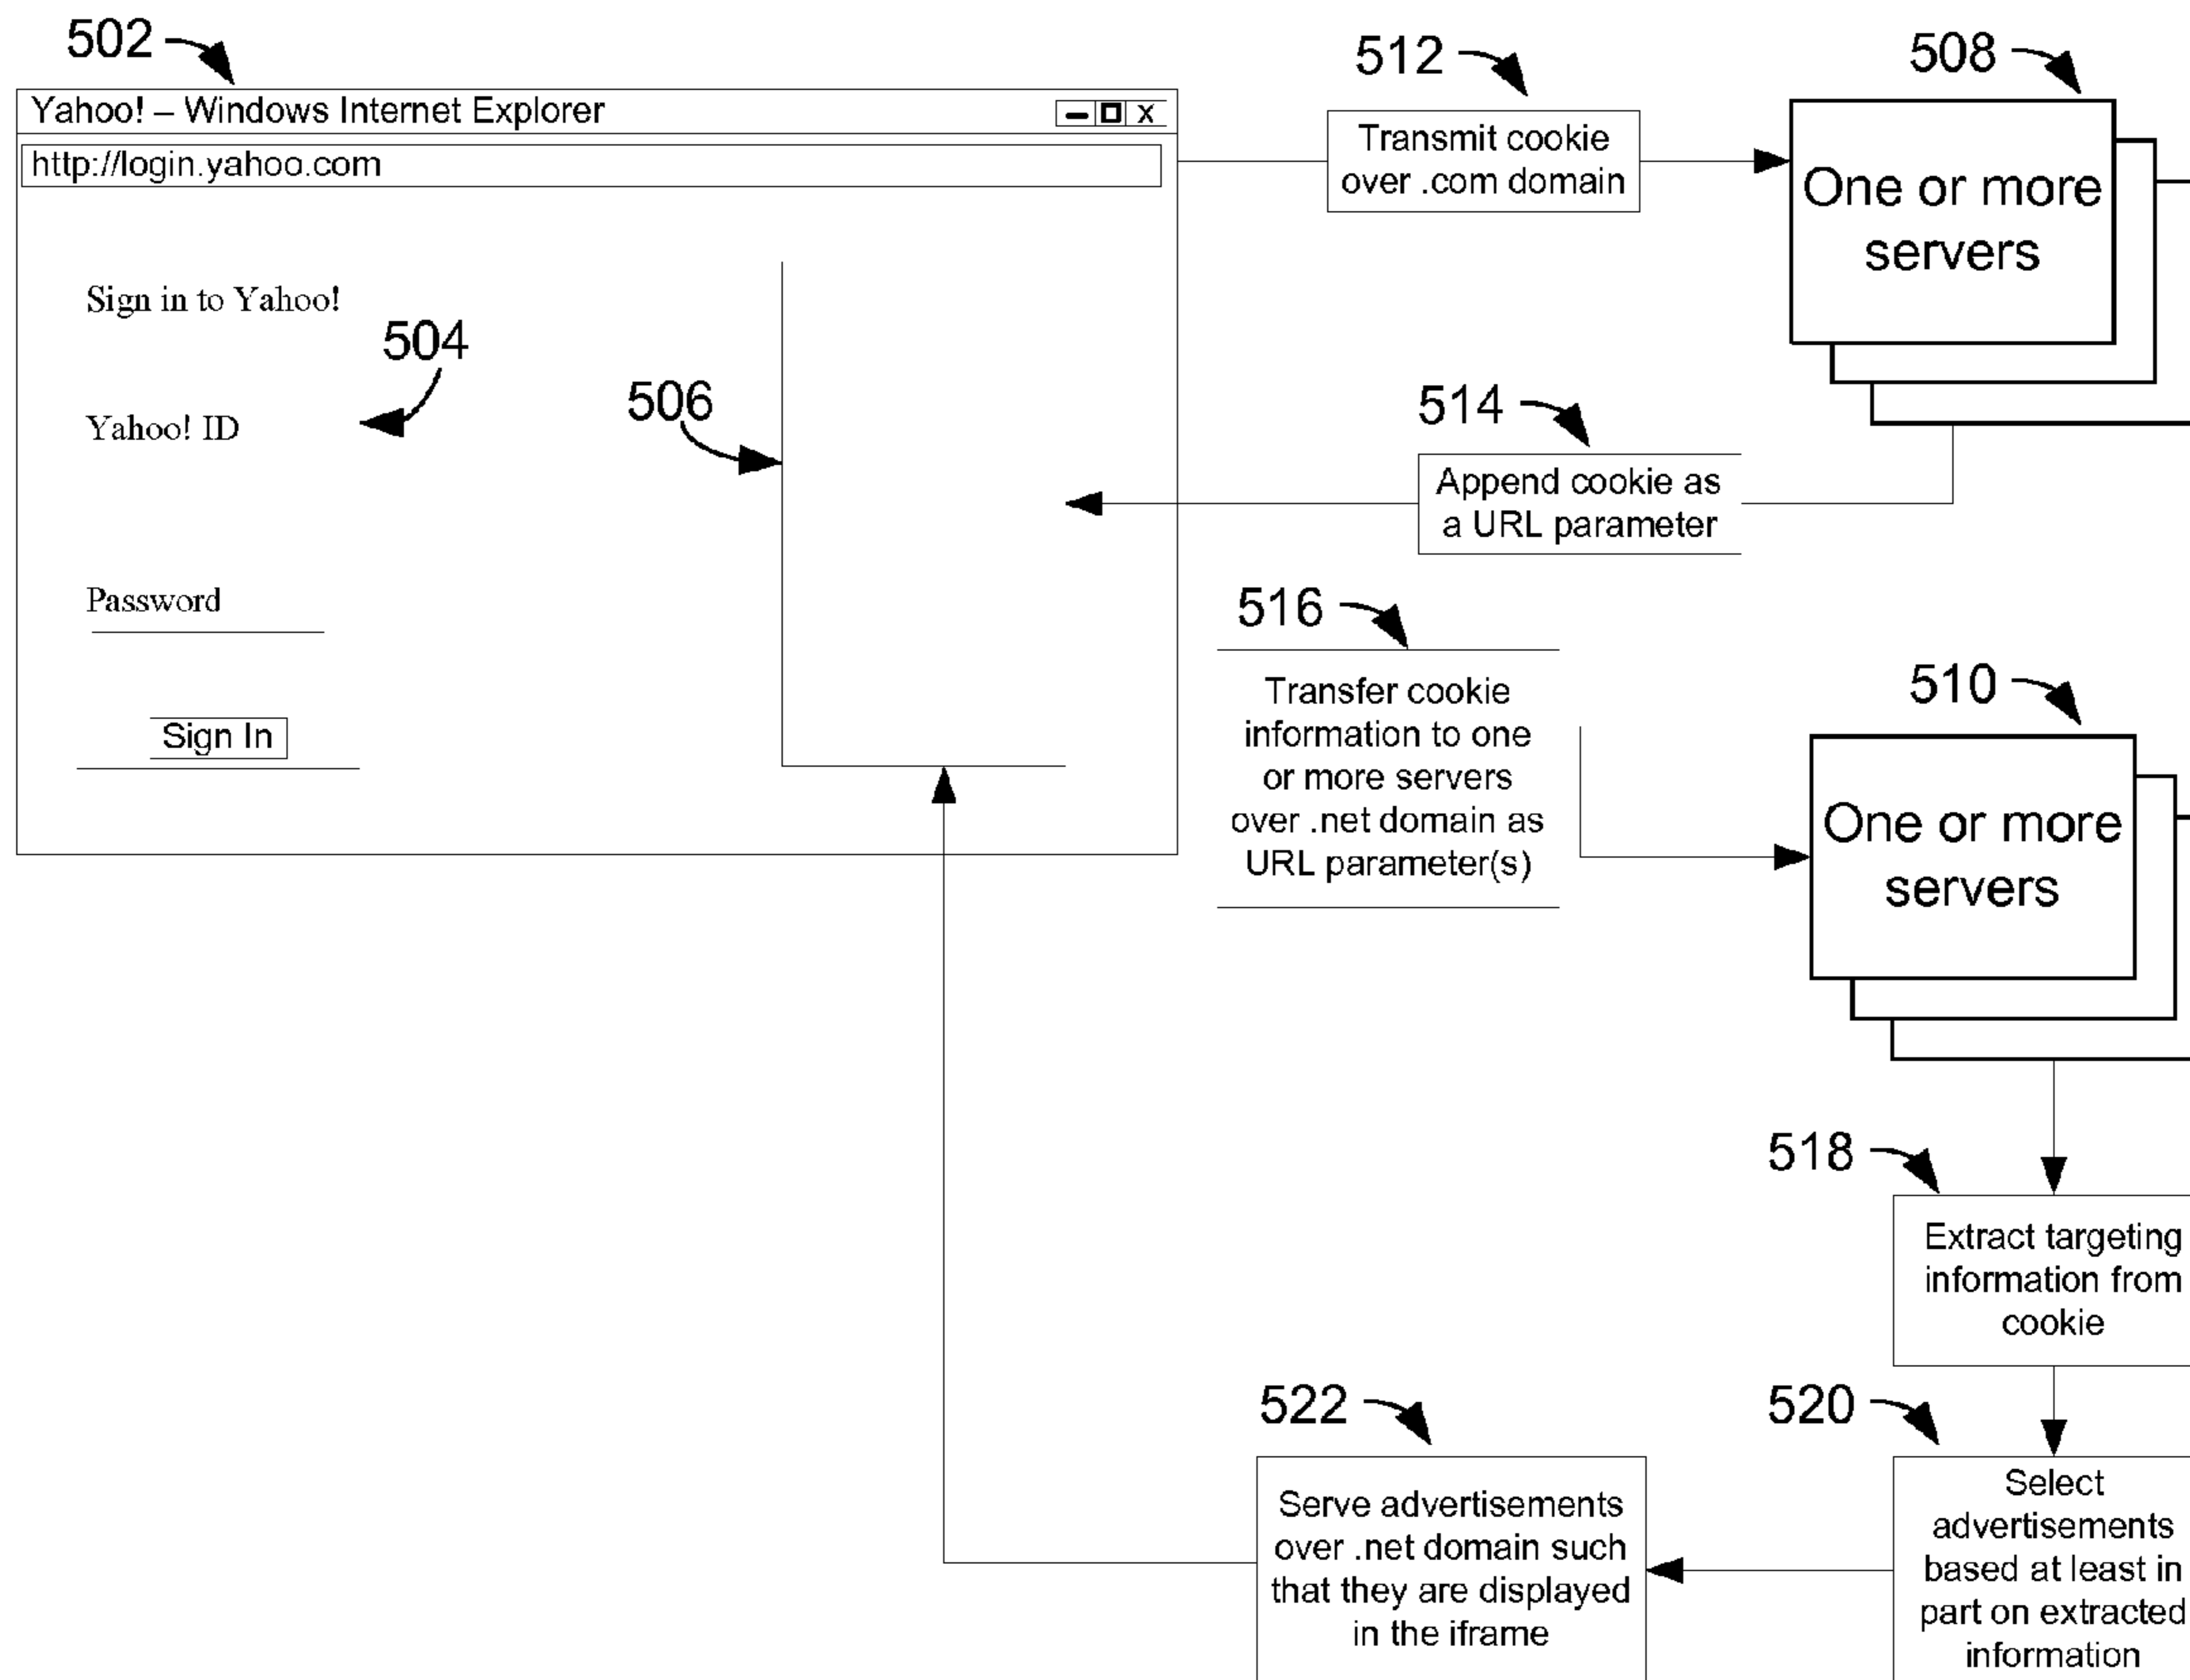 502
Yahoo! – Windows Internet Explorer
X
http://login.yahoo.com
Sign in to Yahoo!
504
Yahoo! ID
506
Password
Sign In
512
Transmit cookie
over .com domain
508
One or more
servers
514
Append cookie as
a URL parameter
516
Transfer cookie
information to one
or more servers
over .net domain as
URL parameter(s)
510
One or more
servers
518
Extract targeting
information from
cookie
520
Select
advertisements
based at least in
part on extracted
information
522
Serve advertisements
over .net domain such
that they are displayed
in the iframe